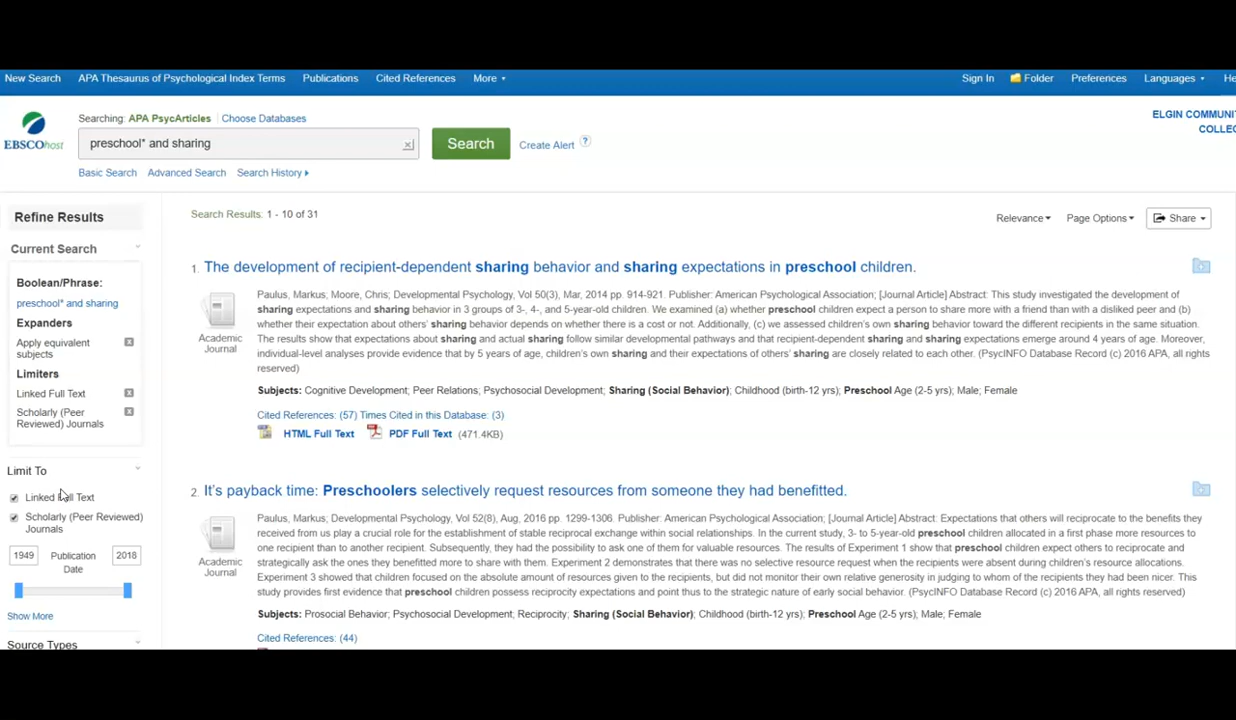 New Search APA Thesaurus of Psychological Index Terms Publications Cited References More Sign In Folder Preferences Languages
Searching: APA PsycArticles Choose Databases
ELGIN COMMUNI
COLLEG
EBSCOhost
preschool* and sharing
Search
Create Alert ?
Basic Search Advanced Search Search History
Refine Results
Search Results: 1 - 10 of 31
Relevance Page Options Share
Current Search
Boolean/Phrase:
preschool* and sharing
Expanders
Apply equivalent
subjects
Limiters
Linked Full Text
Scholarly (Peer
Reviewed) Journals
Limit To
Linked Full Text
Scholarly (Peer Reviewed)
Journals
1949 Publication 2018
Date
Show More
Source Types
1. The development of recipient-dependent sharing behavior and sharing expectations in preschool children.
Academic
Journal
Paulus, Markus; Moore, Chris; Developmental Psychology, Vol 50(3), Mar, 2014 pp. 914-921. Publisher: American Psychological Association; [Journal Article] Abstract: This study investigated the development of
sharing expectations and sharing behavior in 3 groups of 3-, 4-, and 5-year-old children. We examined (a) whether preschool children expect a person to share more with a friend than with a disliked peer and (b)
whether their expectation about others' sharing behavior depends on whether there is a cost or not. Additionally, (c) we assessed children's own sharing behavior toward the different recipients in the same situation.
The results show that expectations about sharing and actual sharing follow similar developmental pathways and that recipient-dependent sharing and sharing expectations emerge around 4 years of age. Moreover,
individual-level analyses provide evidence that by 5 years of age, children's own sharing and their expectations of others' sharing are closely related to each other. (PsycINFO Database Record (c) 2016 APA, all rights
reserved)
Subjects: Cognitive Development; Peer Relations; Psychosocial Development; Sharing (Social Behavior); Childhood (birth-12 yrs); Preschool Age (2-5 yrs); Male; Female
Cited References: (57) Times Cited in this Database: (3)
HTML Full Text PDF Full Text (471.4KB)
2. It's payback time: Preschoolers selectively request resources from someone they had benefitted.
Academic
Journal
Paulus, Markus; Developmental Psychology, Vol 52(8), Aug, 2016 pp. 1299-1306. Publisher: American Psychological Association; [Journal Article] Abstract: Expectations that others will reciprocate to the benefits they
received from us play a crucial role for the establishment of stable reciprocal exchange within social relationships. In the current study, 3- to 5-year-old preschool children allocated in a first phase more resources to
one recipient than to another recipient. Subsequently, they had the possibility to ask one of them for valuable resources. The results of Experiment 1 show that preschool children expect others to reciprocate and
strategically ask the ones they benefitted more to share with them. Experiment 2 demonstrates that there was no selective resource request when the recipients were absent during children's resource allocations.
Experiment 3 showed that children focused on the absolute amount of resources given to the recipients, but did not monitor their own relative generosity in judging to whom of the recipients they had been nicer. This
study provides first evidence that preschool children possess reciprocity expectations and point thus to the strategic nature of early social behavior. (PsycINFO Database Record (c) 2016 APA, all rights reserved)
Subjects: Prosocial Behavior; Psychosocial Development; Reciprocity; Sharing (Social Behavior); Childhood (birth-12 yrs); Preschool Age (2-5 yrs); Male; Female
Cited References: (44)